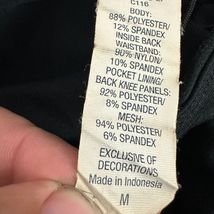 C116
BODY:
88% POLYESTER/
12% SPANDEX
INSIDE BACK
WAISTBAND:
90% NYLON/
10% SPANDEX
POCKET LINING/
BACK KNEE PANELS:
92% POLYESTER/
8% SPANDEX
MESH:
94% POLYESTER/
6% SPANDEX
EXCLUSIVE OF
DECORATIONS
Made in Indonesia
M